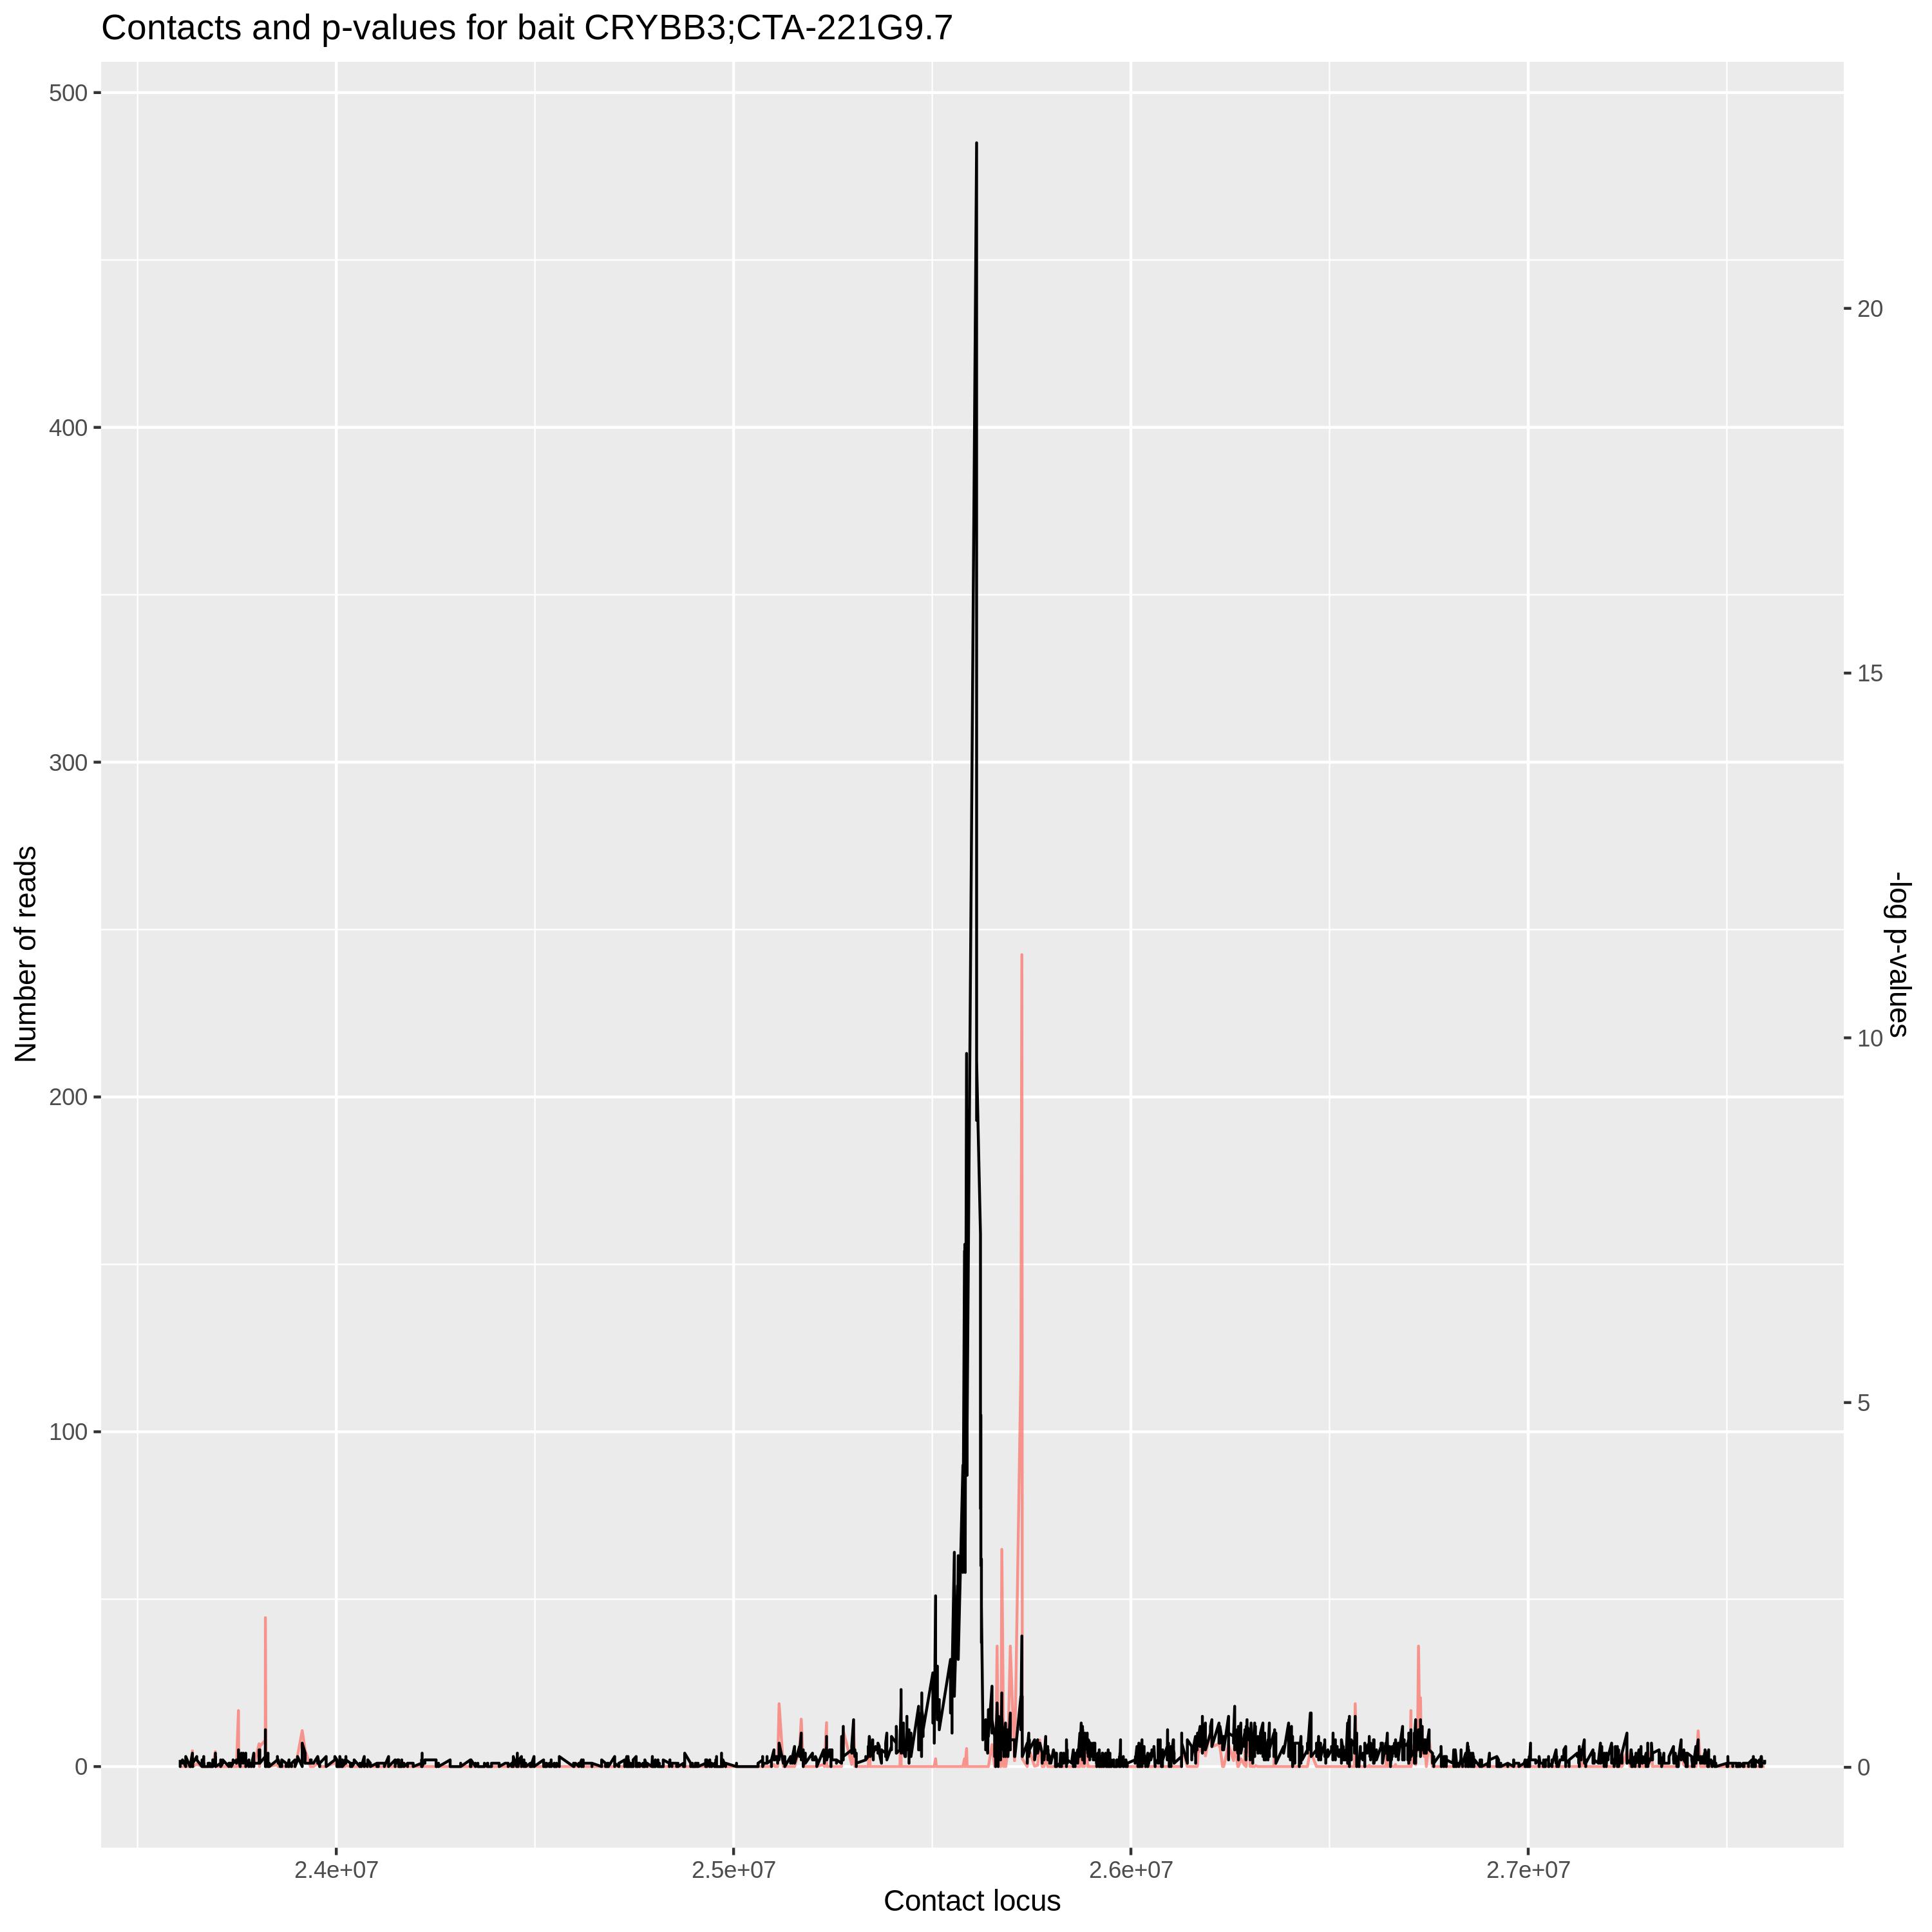 Contacts and p-values for bait CRYBB3;CTA-221G9.7
500
400
300
200
100
0
Number of reads
20
15
10
5
0
-log p-values
2.4e+07
2.5e+07
2.6e+07
2.7e+07
Contact locus